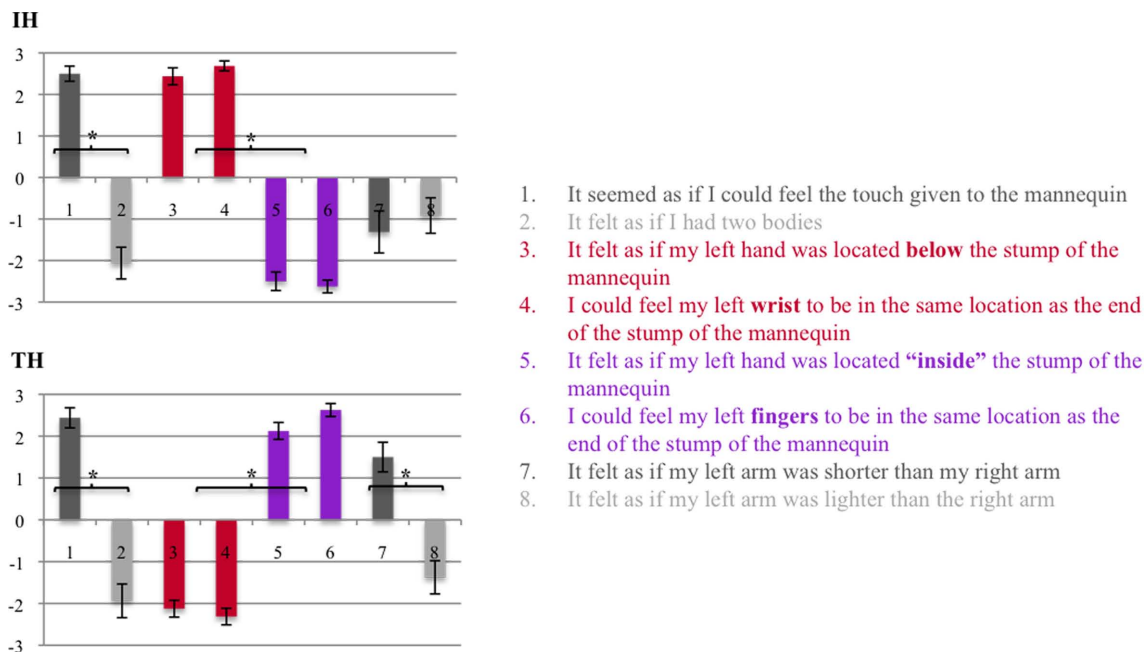 IH
3
2
1
0
-1
-2
-3
* *
1 2 3 4 5 6 7 8
TH
3
2
1
0
-1
-2
-3
* * *
1 2 3 4 5 6 7 8
1. It seemed as if I could feel the touch given to the mannequin
2. It felt as if I had two bodies
3. It felt as if my left hand was located below the stump of the
mannequin
4. I could feel my left wrist to be in the same location as the end
of the stump of the mannequin
5. It felt as if my left hand was located “inside” the stump of the
mannequin
6. I could feel my left fingers to be in the same location as the
end of the stump of the mannequin
7. It felt as if my left arm was shorter than my right arm
8. It felt as if my left arm was lighter than the right arm